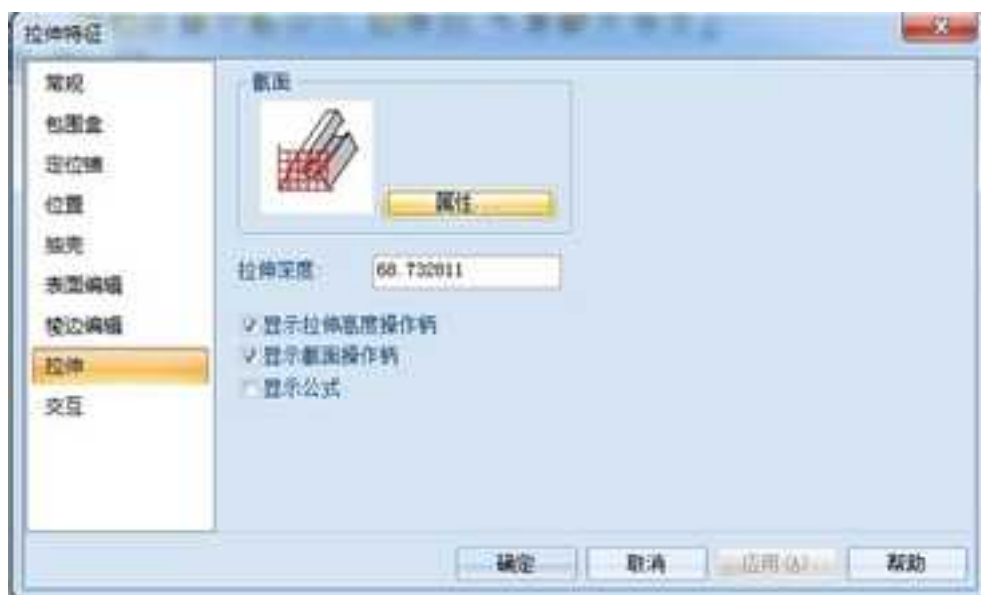 拉伸特征
常规
包围盒
定位锚
位置
抽壳
表面编辑
棱边编辑
拉伸
交互
截面
属性
拉伸深度 68.732811
显示拉伸高度操作柄
显示截面操作柄
显示公式
确定 取消 应用(A) 帮助